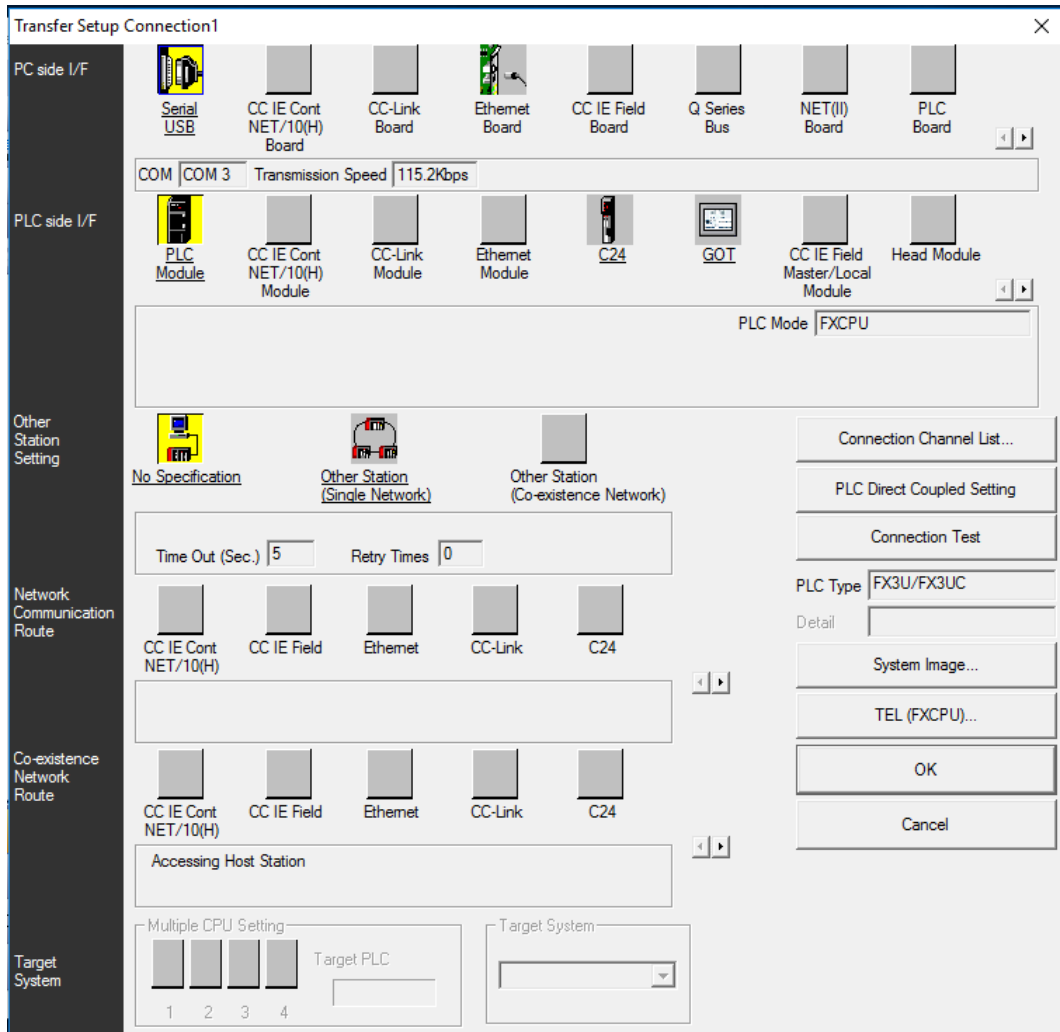 Transfer Setup Connection1
PC side I/F
Serial
USB
CC IE Cont
NET/10(H)
Board
CC-Link
Board
Ethernet
Board
CC IE Field
Board
Q Series
Bus
NET(II)
Board
PLC
Board
COM COM 3 Transmission Speed 115.2Kbps
PLC side I/F
PLC
Module
CC IE Cont
NET/10(H)
Module
CC-Link
Module
Ethernet
Module
C24
GOT
CC IE Field
Master/Local
Module
Head Module
PLC Mode FXCPU
Other
Station
Setting
No Specification
Other Station
(Single Network)
Other Station
(Co-existence Network)
Time Out (Sec.) 5 Retry Times 0
Connection Channel List...
PLC Direct Coupled Setting
Connection Test
PLC Type FX3U/FX3UC
Detail
System Image...
TEL (FXCPU)...
OK
Cancel
Network
Communication
Route
CC IE Cont
NET/10(H)
CC IE Field
Ethernet
CC-Link
C24
Co-existence
Network
Route
CC IE Cont
NET/10(H)
CC IE Field
Ethernet
CC-Link
C24
Accessing Host Station
Target
System
Multiple CPU Setting
1 2 3 4
Target PLC
Target System